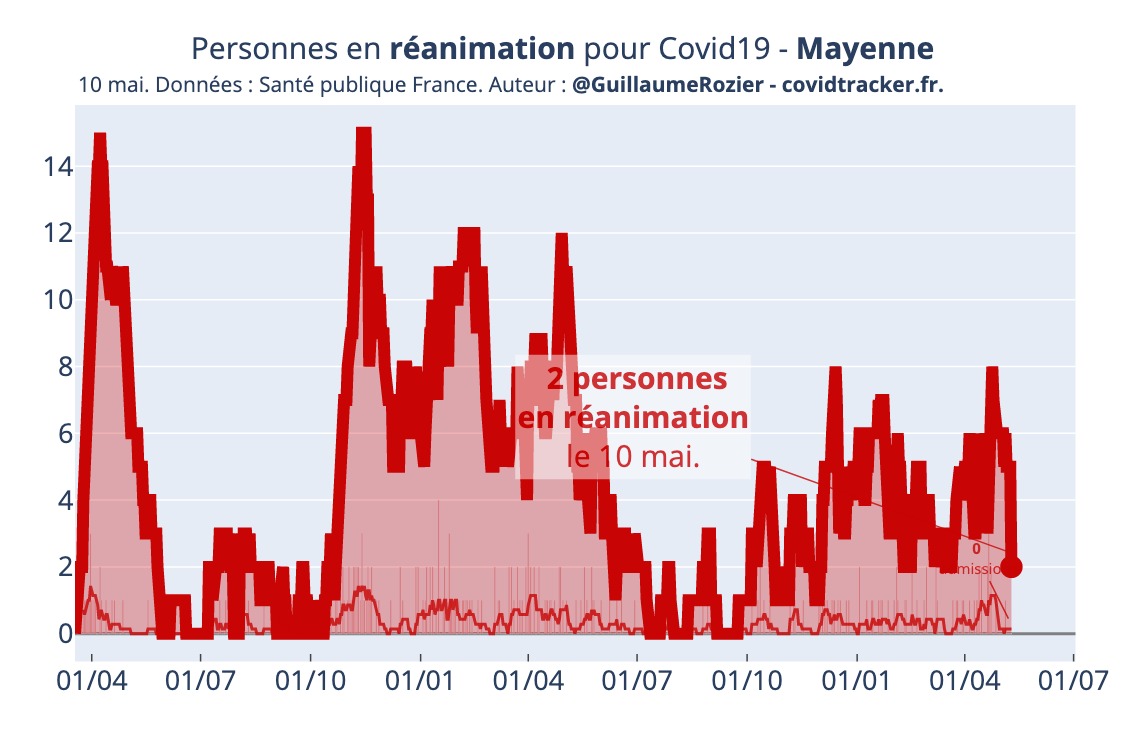 Personnes en réanimation pour Covid19 - Mayenne
10 mai. Données : Santé publique France. Auteur : @GuillaumeRozier - covidtracker.fr.
14
12
10
8
6
4
2
0
2 personnes
en réanimation
le 10 mai.
0
01/04 01/07 01/10 01/01 01/04 01/07 01/10 01/01 01/04 01/07